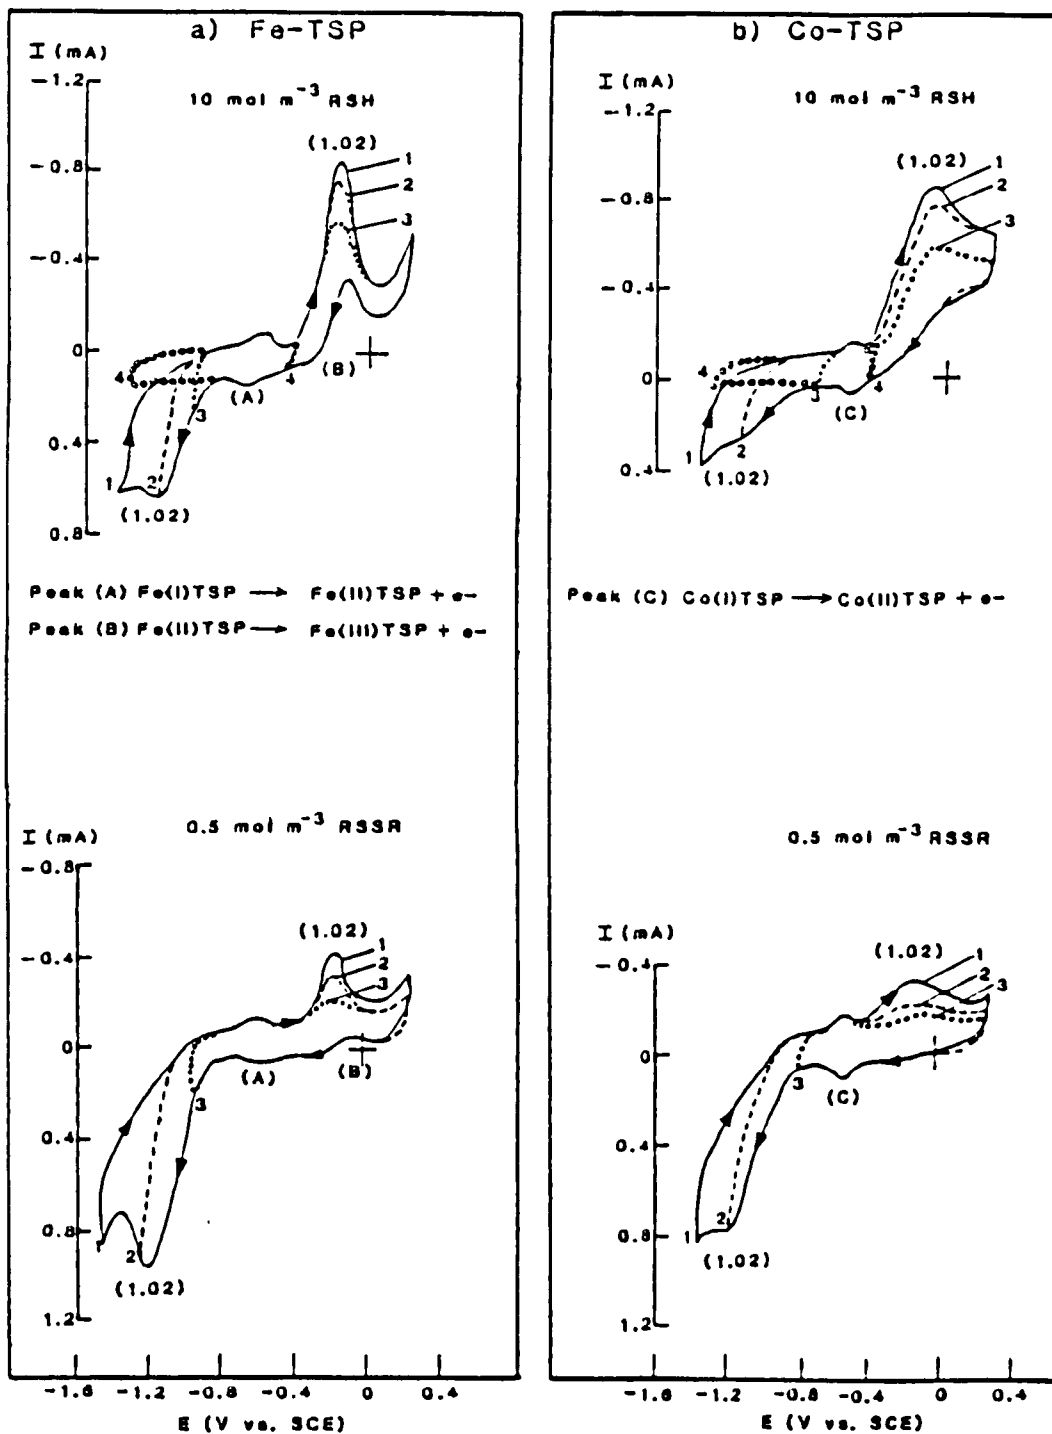 a) Fe-TSP
I (mA)
-1.2
10 mol m⁻³ RSH
(1.02)
1
-0.8
2
3
-0.4
0
4
4
(B)
(A)
3
0.4
1
2
(1.02)
0.8
Peak (A) Fe(I)TSP → Fe(II)TSP + e-
Peak (B) Fe(II)TSP → Fe(III)TSP + e-
0.5 mol m⁻³ RSSR
I (mA)
-0.8
(1.02)
1
-0.4
2
3
0
(A)
(B)
3
0.4
0.8
1
2
(1.02)
1.2
-1.6 -1.2 -0.8 -0.4 0 0.4
E (V vs. SCE)
b) Co-TSP
I (mA)
-1.2
10 mol m⁻³ RSH
(1.02)
1
2
-0.8
3
-0.4
0
4
3
4
(C)
2
1
0.4
(1.02)
Peak (C) Co(I)TSP → Co(II)TSP + e-
0.5 mol m⁻³ RSSR
I (mA)
(1.02)
1
-0.4
2
3
0
3
(C)
0.4
2
1
0.8
(1.02)
1.2
-1.6 -1.2 -0.8 -0.4 0 0.4
E (V vs. SCE)